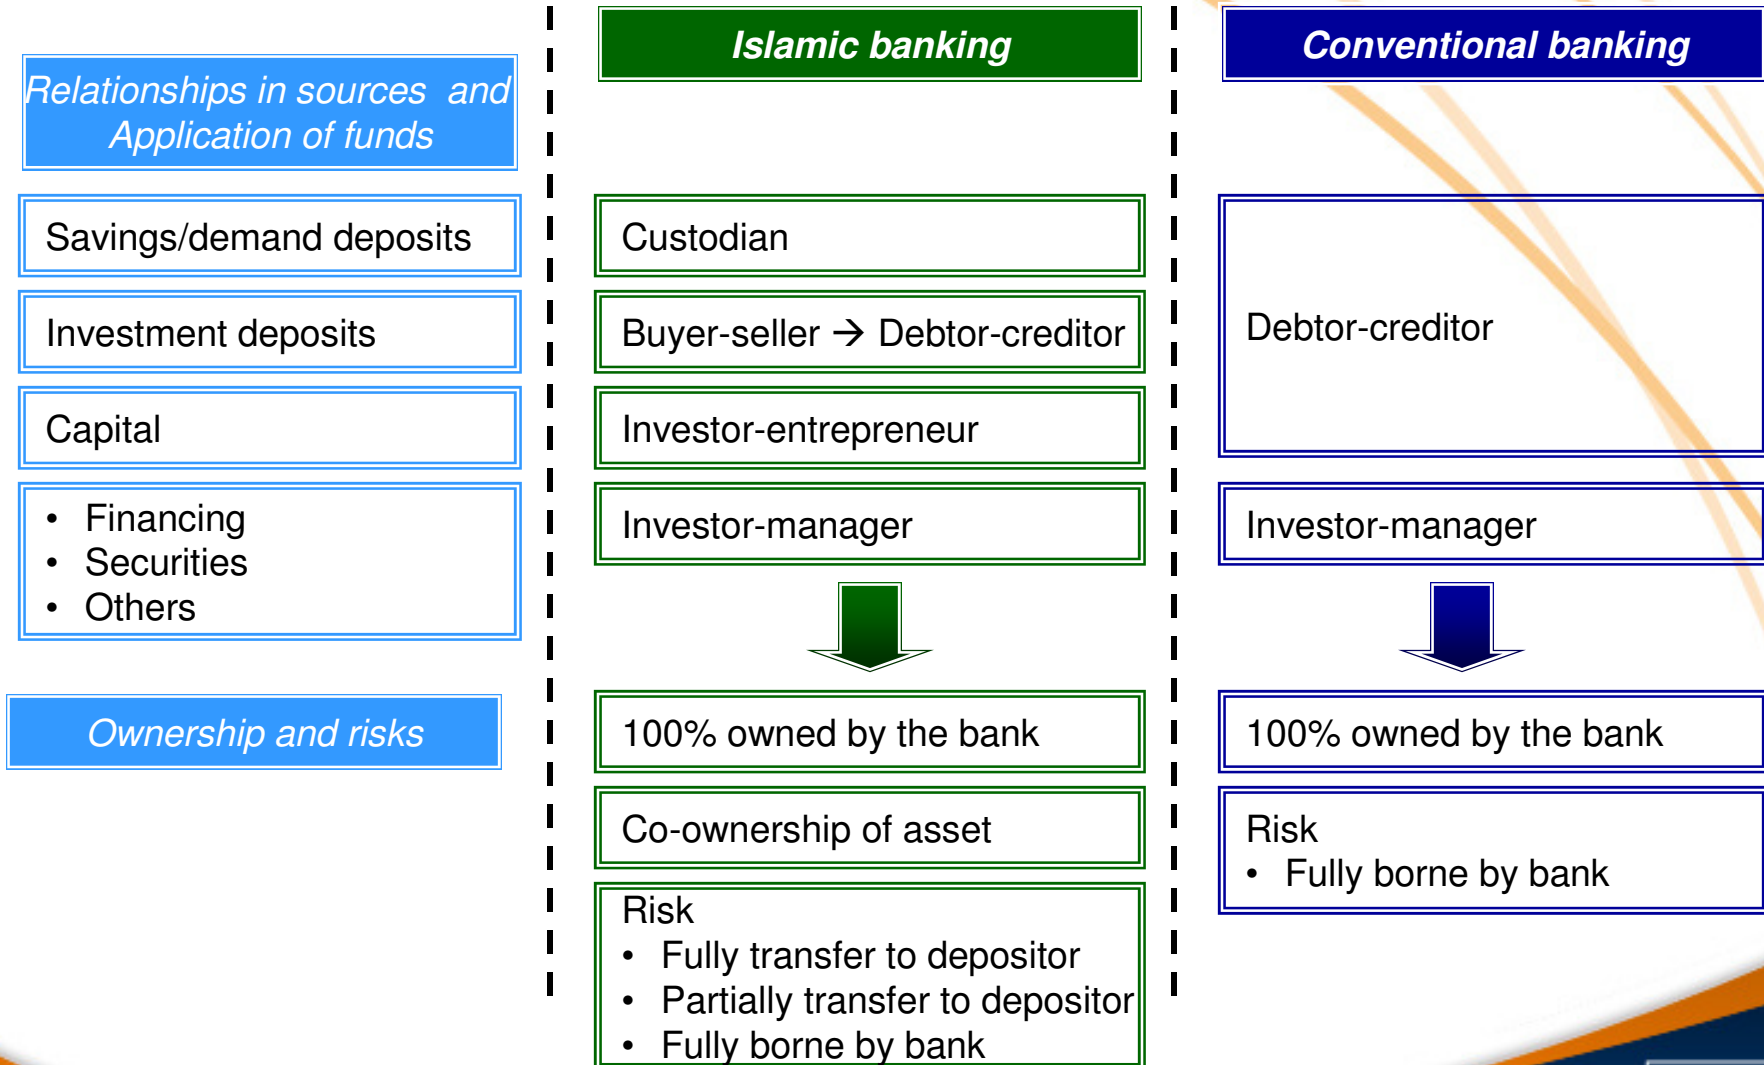 Relationships in sources and
Application of funds
Savings/demand deposits
Investment deposits
Capital
• Financing
• Securities
• Others
Ownership and risks
Islamic banking
Custodian
Buyer-seller → Debtor-creditor
Investor-entrepreneur
Investor-manager
100% owned by the bank
Co-ownership of asset
Risk
• Fully transfer to depositor
• Partially transfer to depositor
• Fully borne by bank
Conventional banking
Debtor-creditor
Investor-manager
100% owned by the bank
Risk
• Fully borne by bank